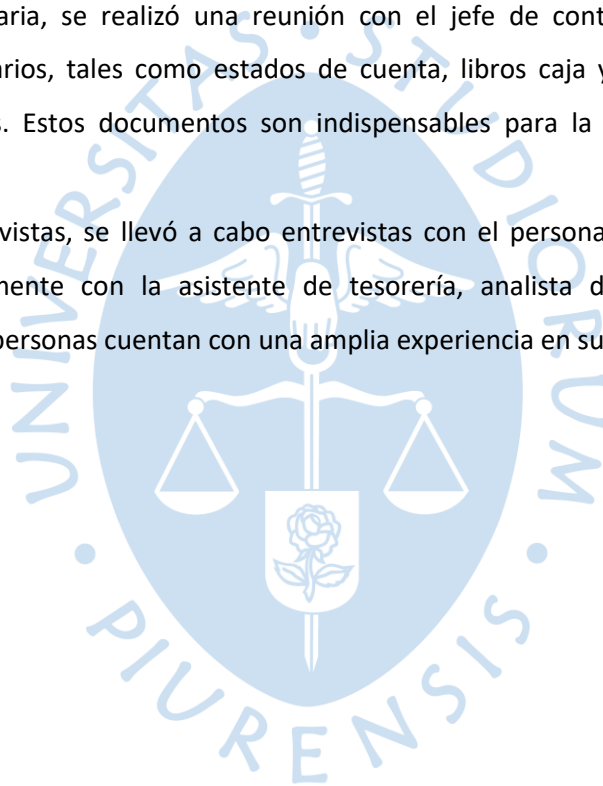 aria, se realizó una reunión con el jefe de cont
arios, tales como estados de cuenta, libros caja y
s. Estos documentos son indispensables para la
vistas, se llevó a cabo entrevistas con el persona
mente con la asistente de tesorería, analista d
personas cuentan con una amplia experiencia en su
UNIVERSITAS • STUDIORUM • PIURENSIS •